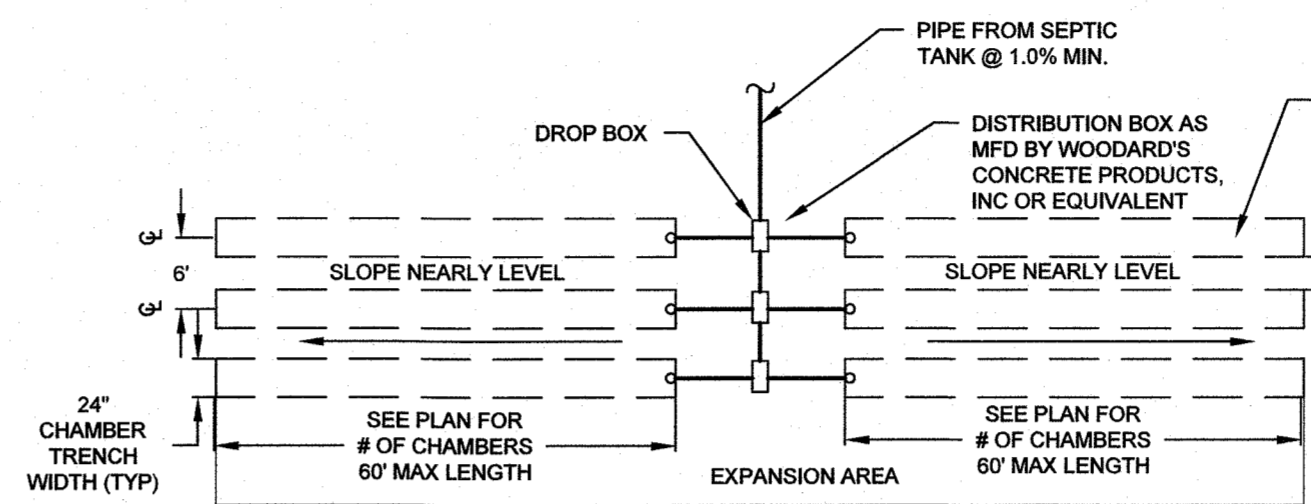 PIPE FROM SEPTIC
TANK @ 1.0% MIN.
DROP BOX
DISTRIBUTION BOX AS
MFD BY WOODARD'S
CONCRETE PRODUCTS,
INC OR EQUIVALENT
℄
6'
SLOPE NEARLY LEVEL
SLOPE NEARLY LEVEL
℄
24"
CHAMBER
TRENCH
WIDTH (TYP)
SEE PLAN FOR
# OF CHAMBERS
60' MAX LENGTH
SEE PLAN FOR
# OF CHAMBERS
60' MAX LENGTH
EXPANSION AREA